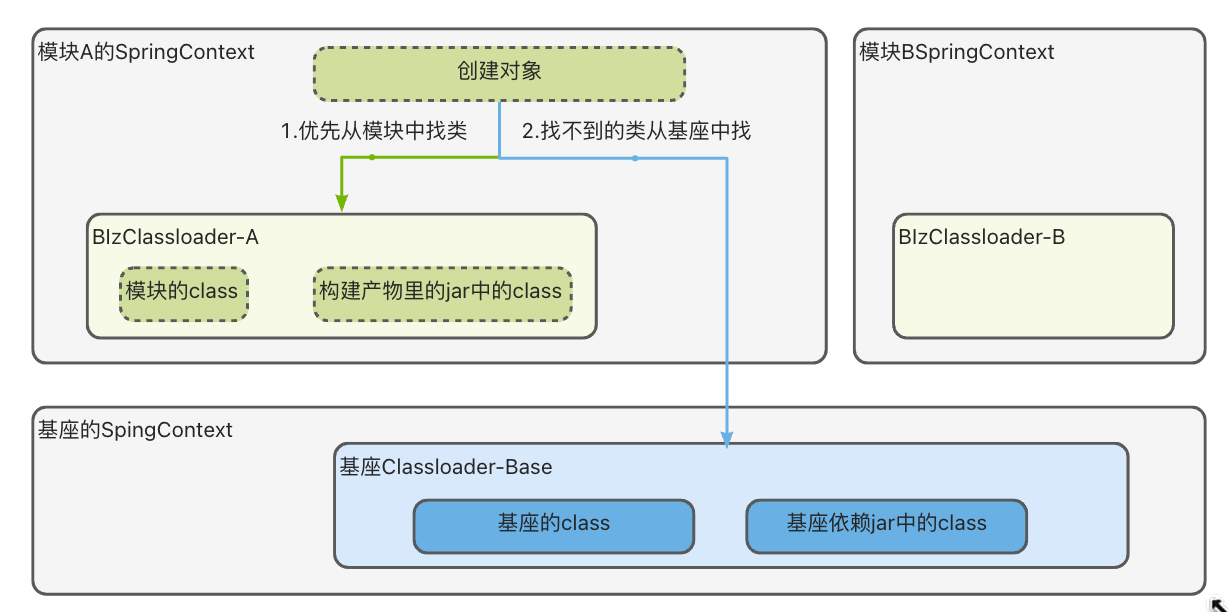 模块A的SpringContext
创建对象
1.优先从模块中找类
2.找不到的类从基座中找
BIzClassloader-A
模块的class
构建产物里的jar中的class
模块BSpringContext
BIzClassloader-B
基座的SpingContext
基座Classloader-Base
基座的class
基座依赖jar中的class